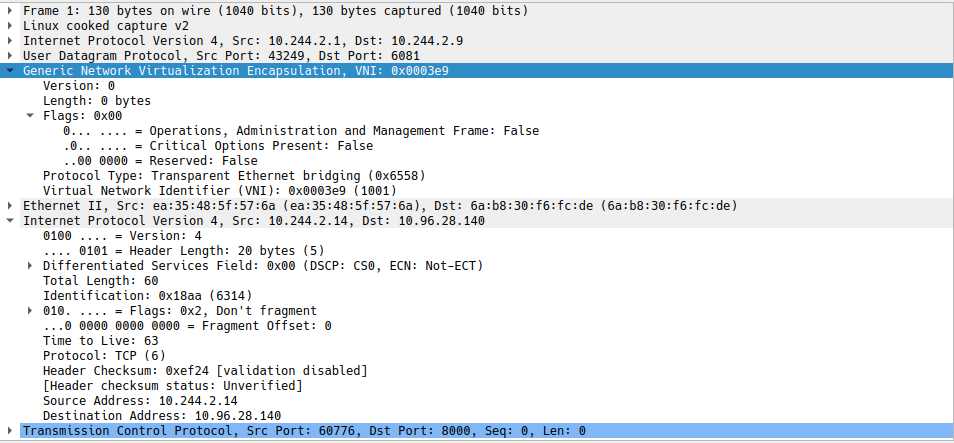 Frame 1: 130 bytes on wire (1040 bits), 130 bytes captured (1040 bits)
Linux cooked capture v2
Internet Protocol Version 4, Src: 10.244.2.1, Dst: 10.244.2.9
User Datagram Protocol, Src Port: 43249, Dst Port: 6081
Generic Network Virtualization Encapsulation, VNI: 0x0003e9
Version: 0
Length: 0 bytes
Flags: 0x00
0... .... = Operations, Administration and Management Frame: False
.0.. .... = Critical Options Present: False
..00 0000 = Reserved: False
Protocol Type: Transparent Ethernet bridging (0x6558)
Virtual Network Identifier (VNI): 0x0003e9 (1001)
Ethernet II, Src: ea:35:48:5f:57:6a (ea:35:48:5f:57:6a), Dst: 6a:b8:30:f6:fc:de (6a:b8:30:f6:fc:de)
Internet Protocol Version 4, Src: 10.244.2.14, Dst: 10.96.28.140
0100 .... = Version: 4
.... 0101 = Header Length: 20 bytes (5)
Differentiated Services Field: 0x00 (DSCP: CS0, ECN: Not-ECT)
Total Length: 60
Identification: 0x18aa (6314)
010. .... = Flags: 0x2, Don't fragment
...0 0000 0000 0000 = Fragment Offset: 0
Time to Live: 63
Protocol: TCP (6)
Header Checksum: 0xef24 [validation disabled]
[Header checksum status: Unverified]
Source Address: 10.244.2.14
Destination Address: 10.96.28.140
Transmission Control Protocol, Src Port: 60776, Dst Port: 8000, Seq: 0, Len: 0